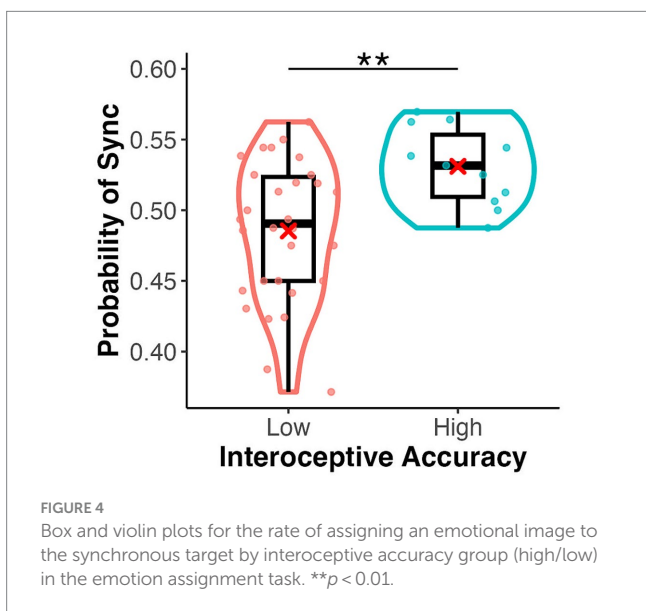 **
0.60
0.55
0.50
0.45
0.40
Probability of Sync
Low High
Interoceptive Accuracy
FIGURE 4
Box and violin plots for the rate of assigning an emotional image to
the synchronous target by interoceptive accuracy group (high/low)
in the emotion assignment task. **p < 0.01.